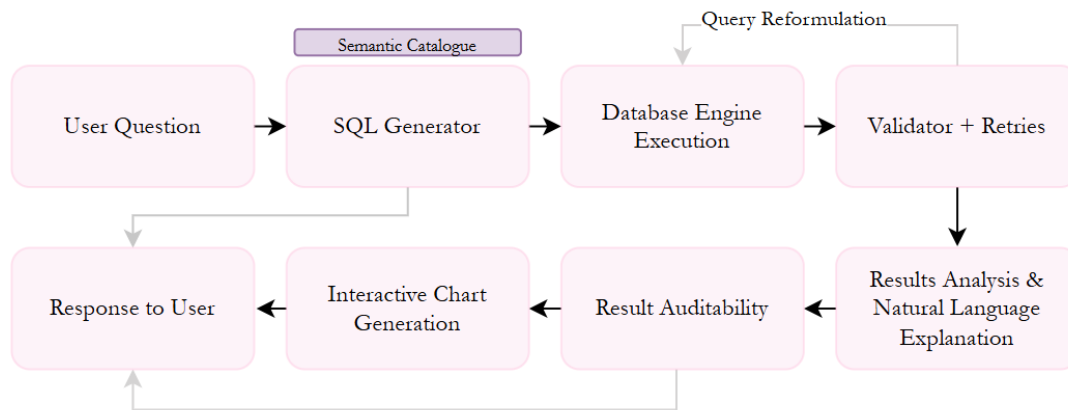 Query Reformulation
Semantic Catalogue
User Question
SQL Generator
Database Engine
Execution
Validator + Retries
Response to User
Interactive Chart
Generation
Result Auditability
Results Analysis &
Natural Language
Explanation